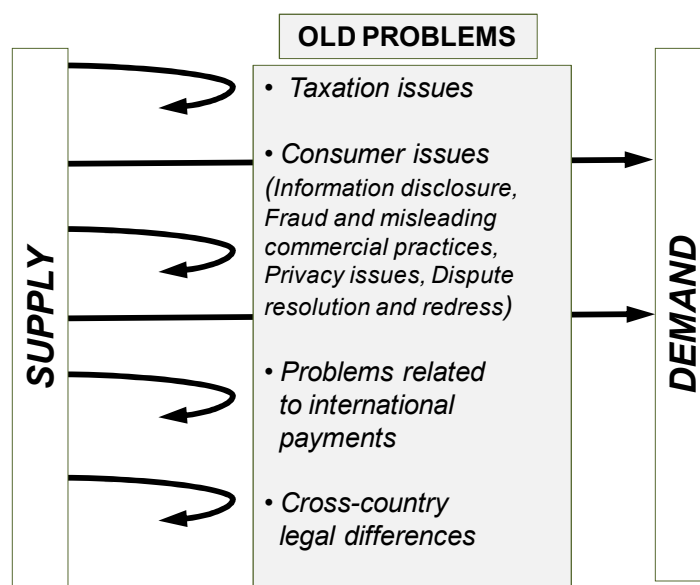 OLD PROBLEMS
SUPPLY
• Taxation issues
• Consumer issues
(Information disclosure,
Fraud and misleading
commercial practices,
Privacy issues, Dispute
resolution and redress)
• Problems related
to international
payments
• Cross-country
legal differences
DEMAND